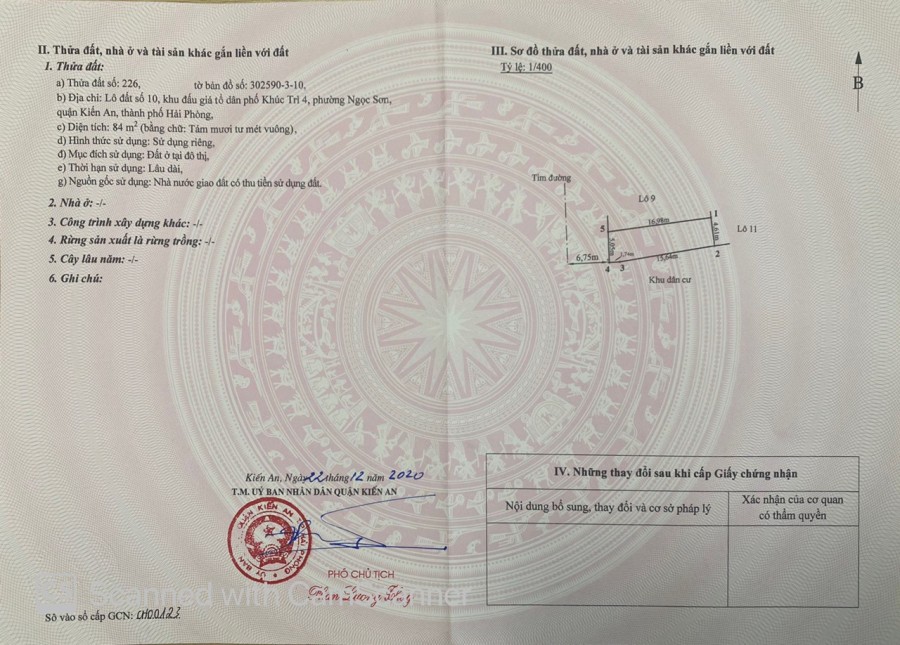 II. Thửa đất, nhà ở và tài sản khác gắn liền với đất
1. Thửa đất:
a) Thửa đất số: 226, tờ bản đồ số: 302590-3-10,
b) Địa chỉ: Lô đất số 10, khu đấu giá tổ dân phố Khúc Trì 4, phường Ngọc Sơn,
quận Kiến An, thành phố Hải Phòng,
c) Diện tích: 84 m² (bằng chữ: Tám mươi tư mét vuông),
d) Hình thức sử dụng: Sử dụng riêng,
đ) Mục đích sử dụng: Đất ở tại đô thị,
e) Thời hạn sử dụng: Lâu dài,
g) Nguồn gốc sử dụng: Nhà nước giao đất có thu tiền sử dụng đất.
2. Nhà ở: -/-
3. Công trình xây dựng khác: -/-
4. Rừng sản xuất là rừng trồng: -/-
5. Cây lâu năm: -/-
6. Ghi chú:
Kiến An, Ngày 22 tháng 12 năm 2020
T.M. UỶ BAN NHÂN DÂN QUẬN KIẾN AN
PHÓ CHỦ TỊCH
Scanned with CamScanner
Sở vào sổ cấp GCN: CH00123
III. Sơ đồ thửa đất, nhà ở và tài sản khác gắn liền với đất
Tỷ lệ: 1/400
B
Tim đường
Lô 9
1
16,98m
5
4,61m
Lô 11
5,05m
6,75m
15,64m
2
4 3
Khu dân cư
IV. Những thay đổi sau khi cấp Giấy chứng nhận
Nội dung bổ sung, thay đổi và cơ sở pháp lý
Xác nhận của cơ quan
có thẩm quyền